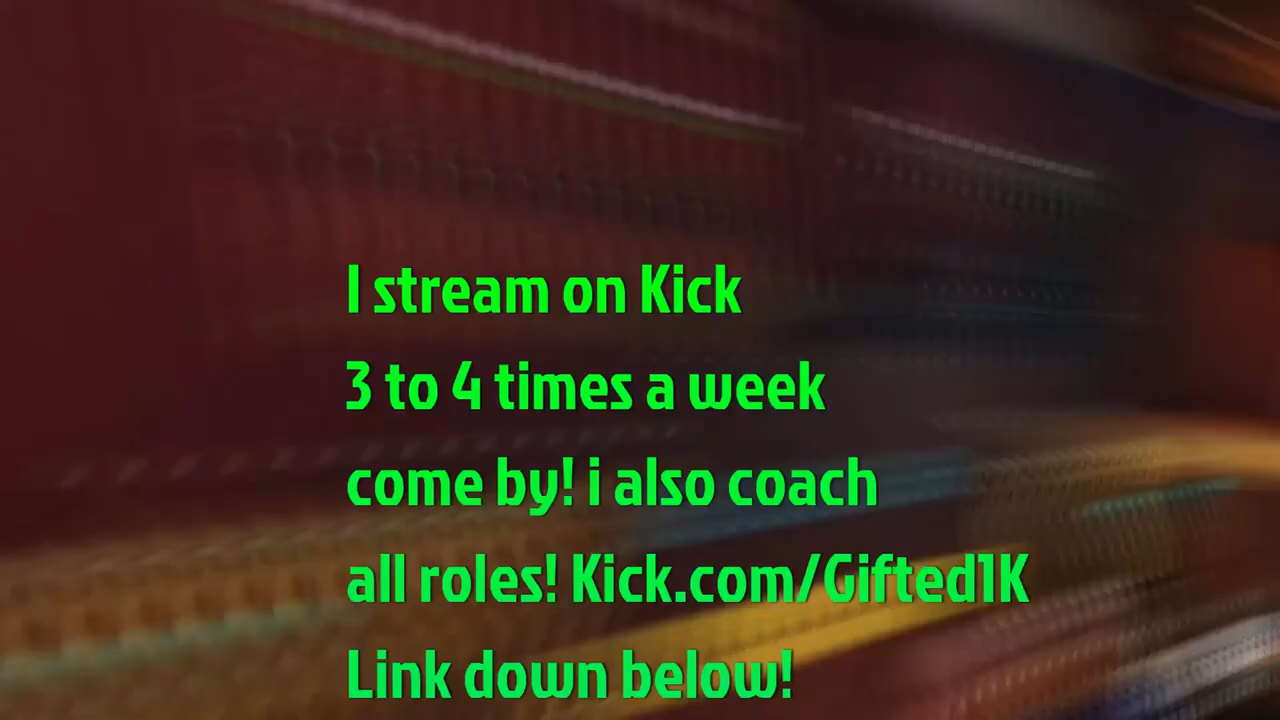 I stream on Kick
3 to 4 times a week
come by! i also coach
all roles! Kick.com/Gifted1K
Link down below!